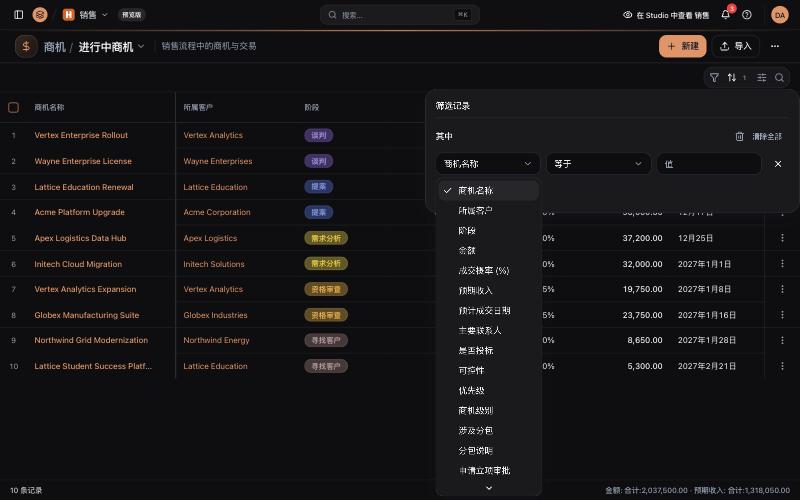 H 销售 预览版 搜索... ⌘K 在 Studio 中查看 销售 3 DA
商机 / 进行中商机 销售流程中的商机与交易 新建 导入
1
商机名称 所属客户 阶段
筛选记录
其中 清除全部
商机名称 等于 值
商机名称
所属客户
阶段
金额
成交概率 (%)
预期收入
预计成交日期
主要联系人
是否投标
可控性
优先级
商机级别
涉及分包
分包说明
申请立项审批
1 Vertex Enterprise Rollout Vertex Analytics 谈判
2 Wayne Enterprise License Wayne Enterprises 谈判
3 Lattice Education Renewal Lattice Education 提案
4 Acme Platform Upgrade Acme Corporation 提案
5 Apex Logistics Data Hub Apex Logistics 需求分析 0% 37,200.00 12月25日
6 Initech Cloud Migration Initech Solutions 需求分析 0% 32,000.00 2027年1月1日
7 Vertex Analytics Expansion Vertex Analytics 资格审查 5% 19,750.00 2027年1月8日
8 Globex Manufacturing Suite Globex Industries 资格审查 5% 23,750.00 2027年1月16日
9 Northwind Grid Modernization Northwind Energy 寻找客户 0% 8,650.00 2027年1月28日
10 Lattice Student Success Platf... Lattice Education 寻找客户 0% 5,300.00 2027年2月21日
10 条记录 金额: 合计:2,037,500.00 · 预期收入: 合计:1,318,050.00